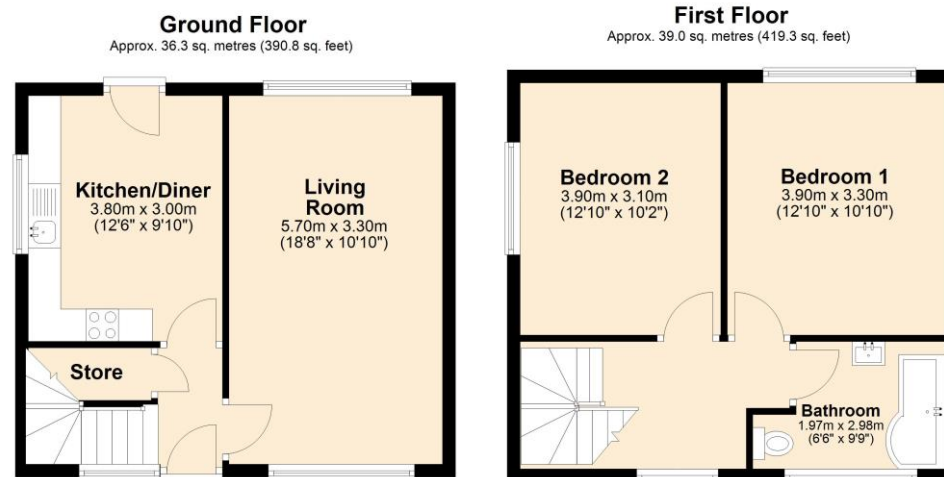 Ground Floor
Approx. 36.3 sq. metres (390.8 sq. feet)
Kitchen/Diner
3.80m x 3.00m
(12'6" x 9'10")
Living
Room
5.70m x 3.30m
(18'8" x 10'10")
Store
First Floor
Approx. 39.0 sq. metres (419.3 sq. feet)
Bedroom 2
3.90m x 3.10m
(12'10" x 10'2")
Bedroom 1
3.90m x 3.30m
(12'10" x 10'10")
Bathroom
1.97m x 2.98m
(6'6" x 9'9")